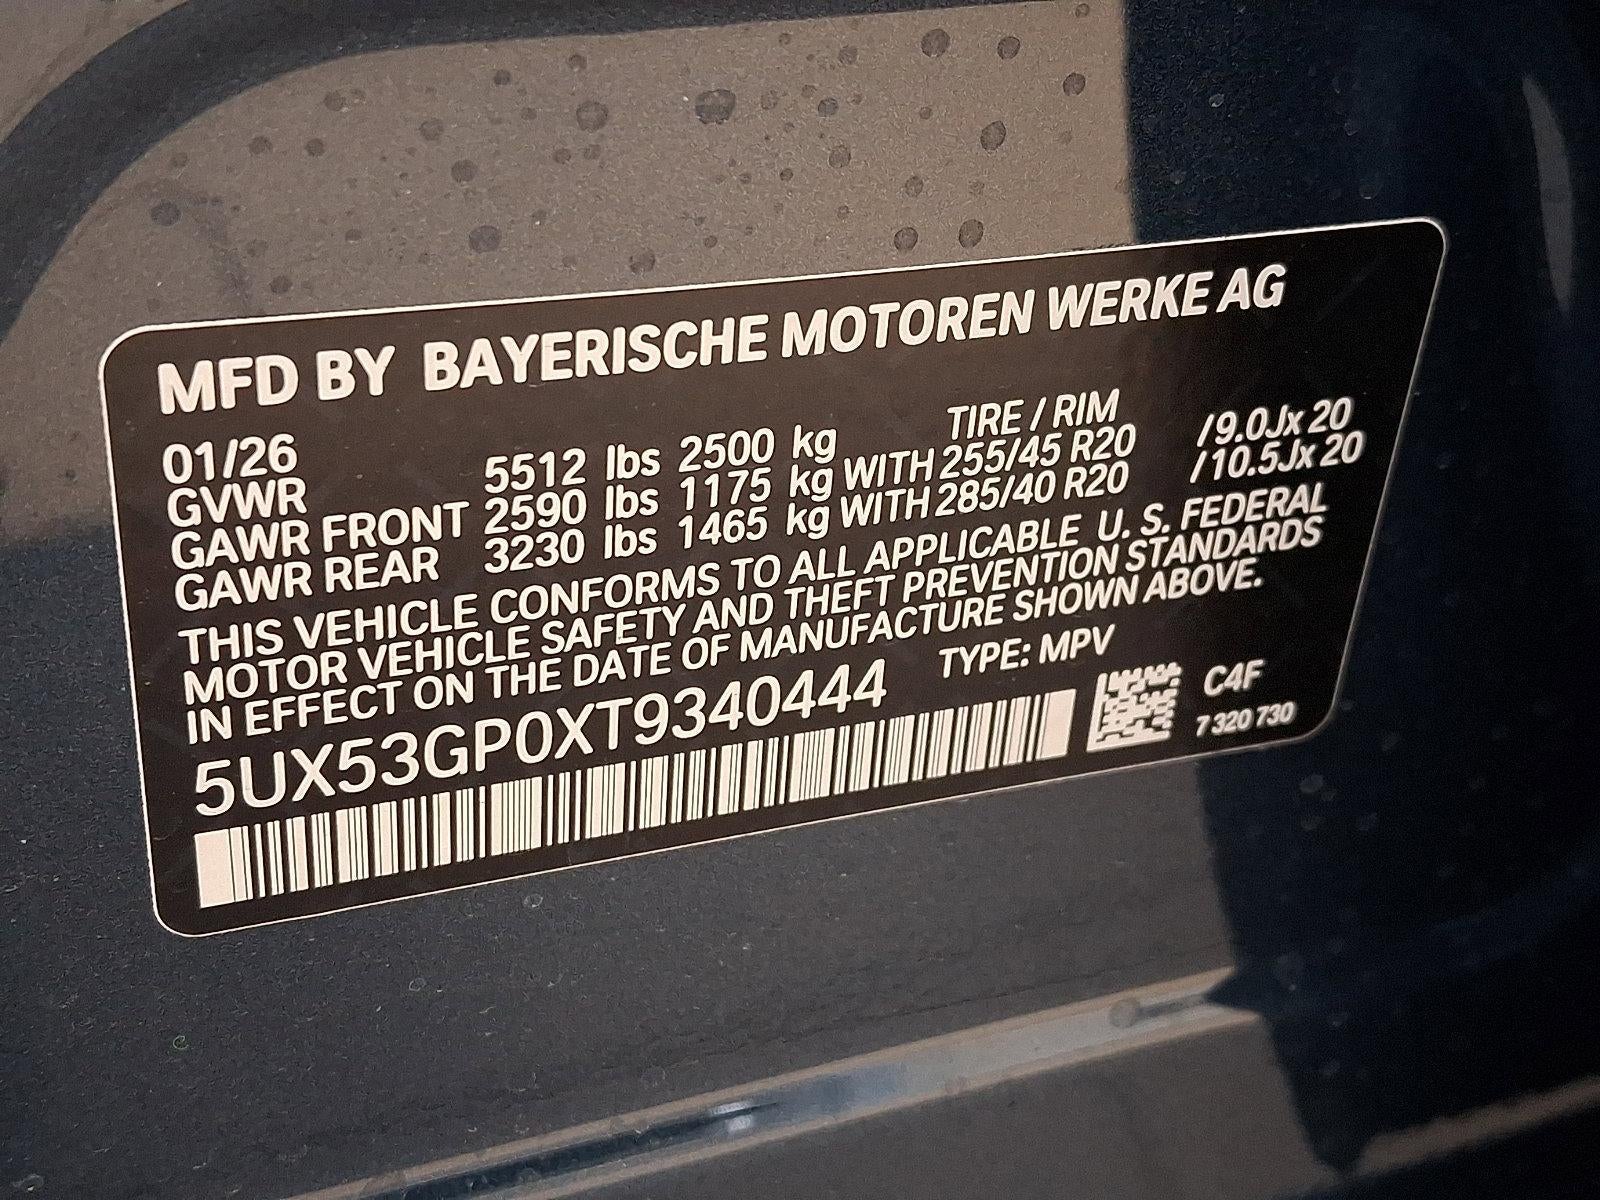 MFD BY BAYERISCHE MOTOREN WERKE AG
01/26 TIRE / RIM
GVWR 5512 lbs 2500 kg
GAWR FRONT 2590 lbs 1175 kg WITH 255/45 R20 /9.0Jx 20
GAWR REAR 3230 lbs 1465 kg WITH 285/40 R20 /10.5Jx 20
THIS VEHICLE CONFORMS TO ALL APPLICABLE U. S. FEDERAL
MOTOR VEHICLE SAFETY AND THEFT PREVENTION STANDARDS
IN EFFECT ON THE DATE OF MANUFACTURE SHOWN ABOVE.
5UX53GP0XT9340444 TYPE: MPV
C4F
7 320 730